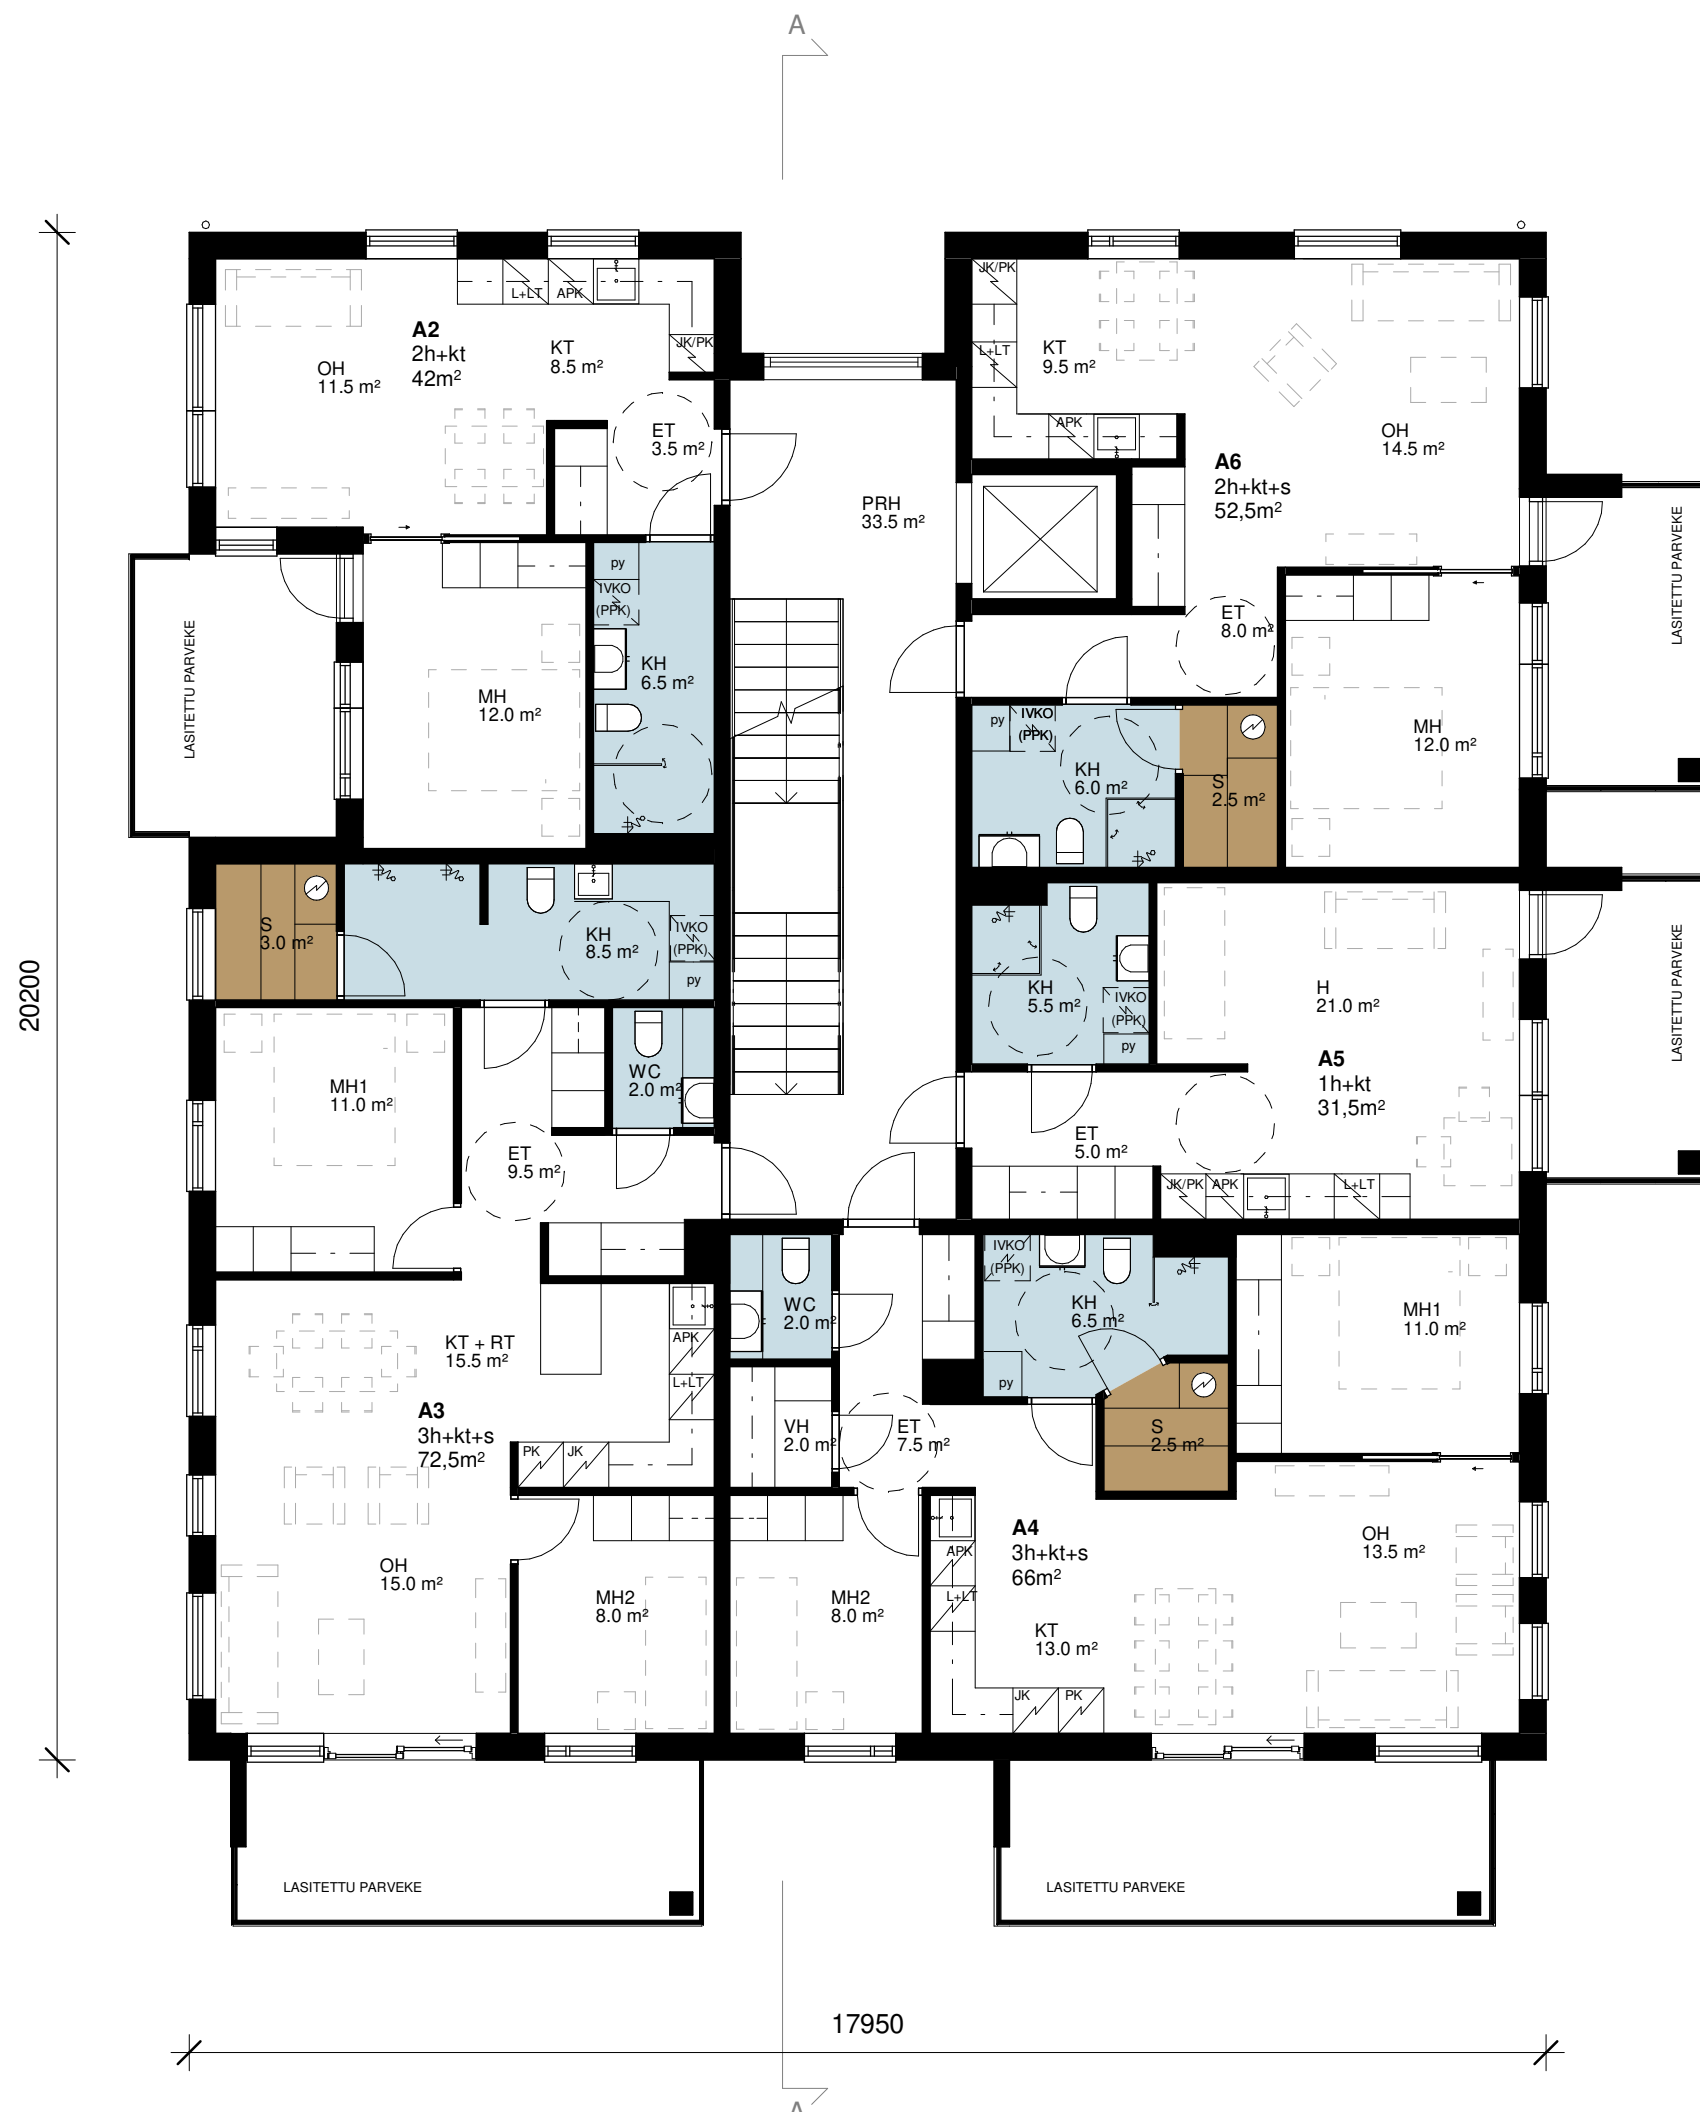 A
A2
2h+kt
42m²
OH
11.5 m²
KT
8.5 m²
L+LT
APK
JK/PK
ET
3.5 m²
MH
12.0 m²
py
IVKO
(PPK)
KH
6.5 m²
LASITETTU PARVEKE
PRH
33.5 m²
JK/PK
L+LT
KT
9.5 m²
APK
OH
14.5 m²
A6
2h+kt+s
52,5m²
ET
8.0 m²
LASITETTU PARVEKE
MH
12.0 m²
py
IVKO
(PPK)
KH
6.0 m²
S
2.5 m²
S
3.0 m²
KH
8.5 m²
IVKO
(PPK)
py
MH1
11.0 m²
WC
2.0 m²
ET
9.5 m²
KH
5.5 m²
IVKO
(PPK)
py
H
21.0 m²
A5
1h+kt
31,5m²
ET
5.0 m²
JK/PK
APK
L+LT
LASITETTU PARVEKE
20200
KT + RT
15.5 m²
APK
L+LT
A3
3h+kt+s
72,5m²
PK
JK
OH
15.0 m²
MH2
8.0 m²
LASITETTU PARVEKE
WC
2.0 m²
VH
2.0 m²
ET
7.5 m²
IVKO
(PPK)
KH
6.5 m²
py
S
2.5 m²
MH1
11.0 m²
MH2
8.0 m²
APK
L+LT
A4
3h+kt+s
66m²
OH
13.5 m²
KT
13.0 m²
JK
PK
LASITETTU PARVEKE
17950
A